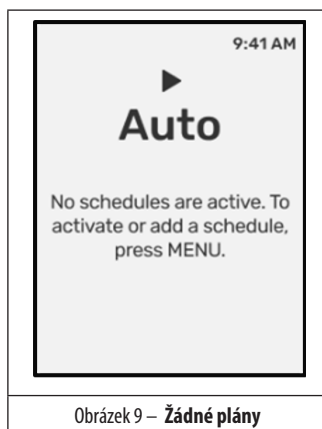 9:41 AM
Auto
No schedules are active. To
activate or add a schedule,
press MENU.
Obrázek 9 – Žádné plány